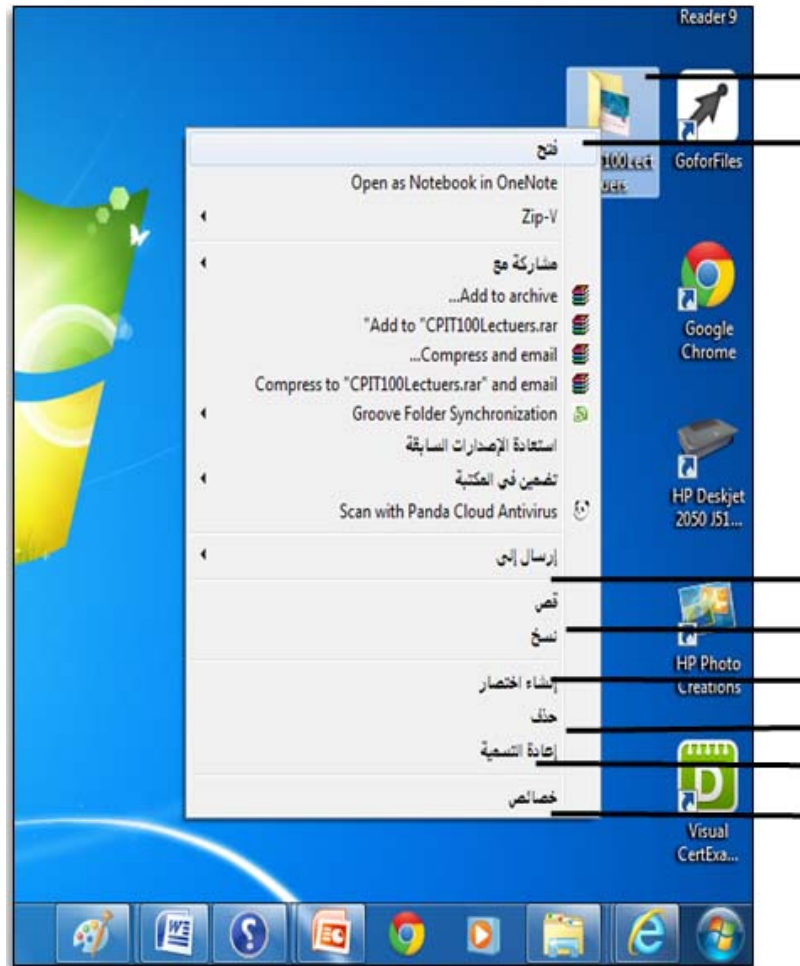 Reader 9
GoforFiles
Google
Chrome
HP Deskjet
2050 J51...
HP Photo
Creations
Visual
CertExa...
فتح
Open as Notebook in OneNote
Zip-V
مشاركة مع
Add to archive...
Add to "CPIT100Lectuers.rar"
Compress and email...
Compress to "CPIT100Lectuers.rar" and email
Groove Folder Synchronization
استعادة الإصدارات السابقة
تضمين في المكتبة
Scan with Panda Cloud Antivirus
إرسال إلى
قص
نسخ
إنشاء اختصار
حذف
إعادة التسمية
خصائص